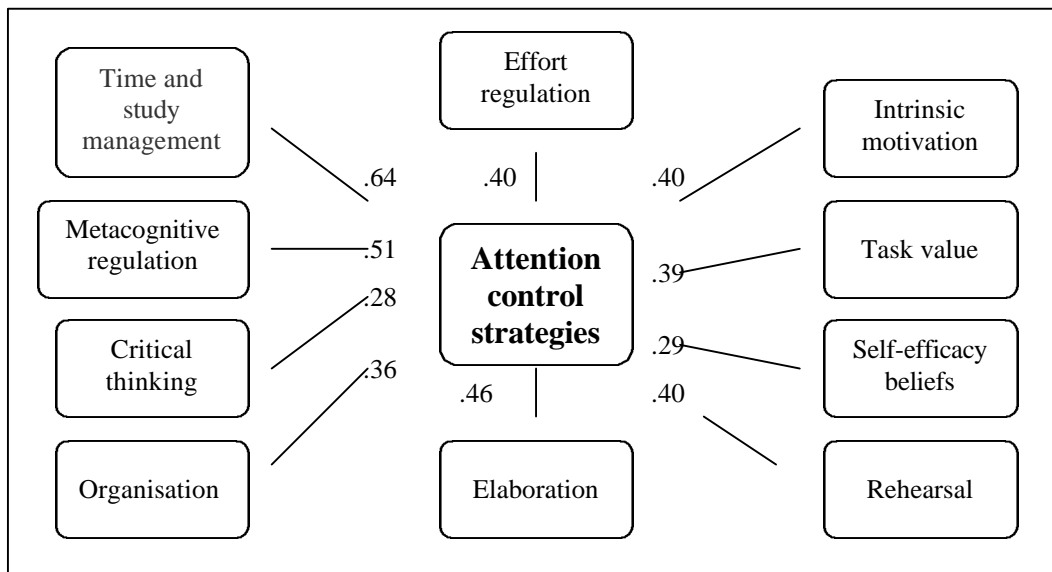 Time and
study
management
Effort
regulation
Intrinsic
motivation
.64
.40
.40
Metacognitive
regulation
.51
Attention
control
strategies
.39
Task value
.28
Critical
thinking
.36
.29
Self-efficacy
beliefs
.46
.40
Organisation
Elaboration
Rehearsal